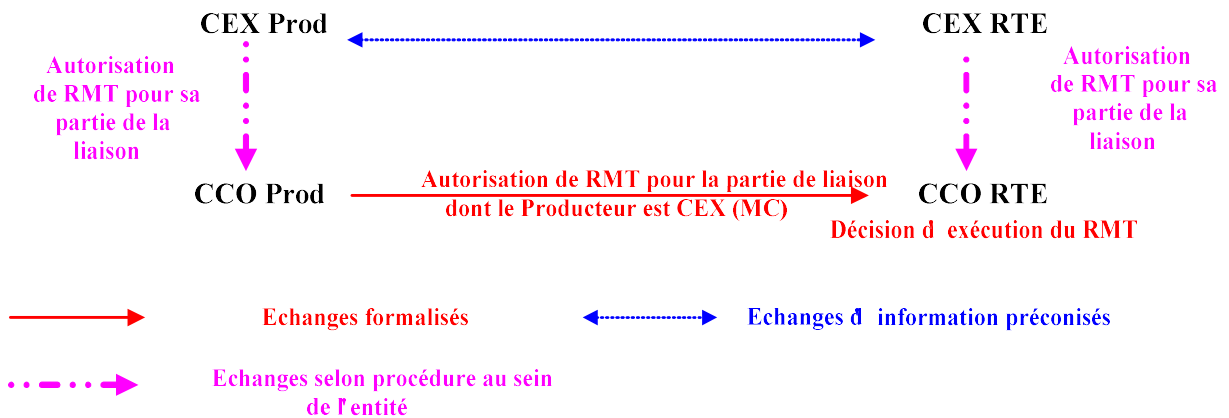 CEX Prod
CEX RTE
Autorisation
de RMT pour sa
partie de la
liaison
Autorisation
de RMT pour sa
partie de la
liaison
CCO Prod
Autorisation de RMT pour la partie de liaison
dont le Producteur est CEX (MC)
CCO RTE
Décision d'exécution du RMT
Echanges formalisés
Echanges d'information préconisés
Echanges selon procédure au sein
de l'entité